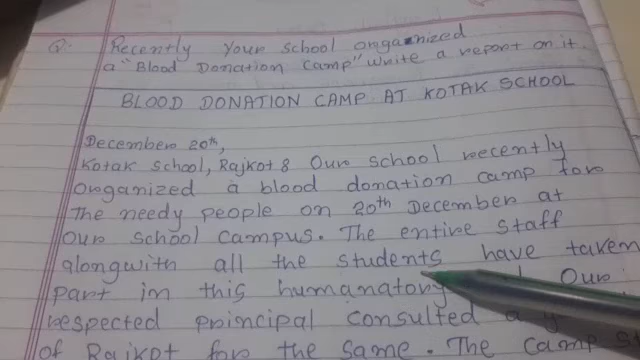 Q. Recently your school organized
a "Blood Donation Camp" write a report on it.
BLOOD DONATION CAMP AT KOTAK SCHOOL
December 20th,
Kotak School, Rajkot : Our school recently
organized a blood donation camp for
the needy people on 20th December at
our school campus. The entire staff
alongwith all the students have taken
part in this humanatory Our
respected principal consulted a
of Rajkot for the same. The camp